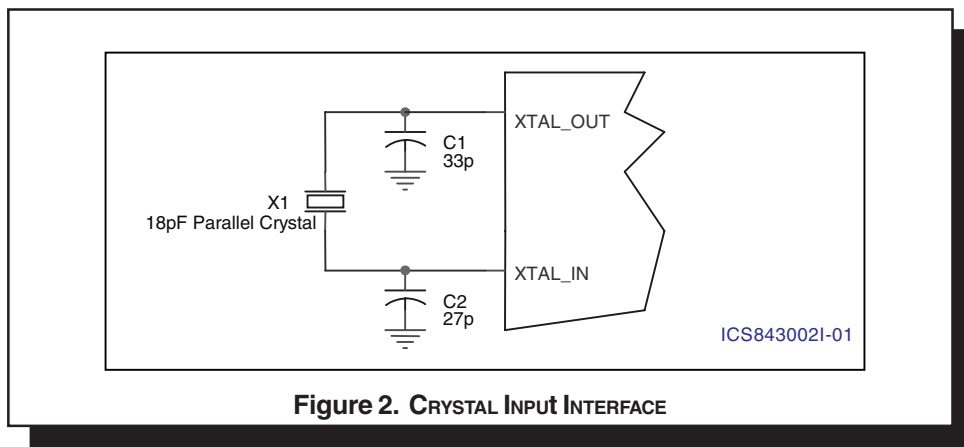 XTAL_OUT
C1
33p
X1
18pF Parallel Crystal
XTAL_IN
C2
27p
ICS843002I-01
Figure 2. CRYSTAL INPUT INTERFACE